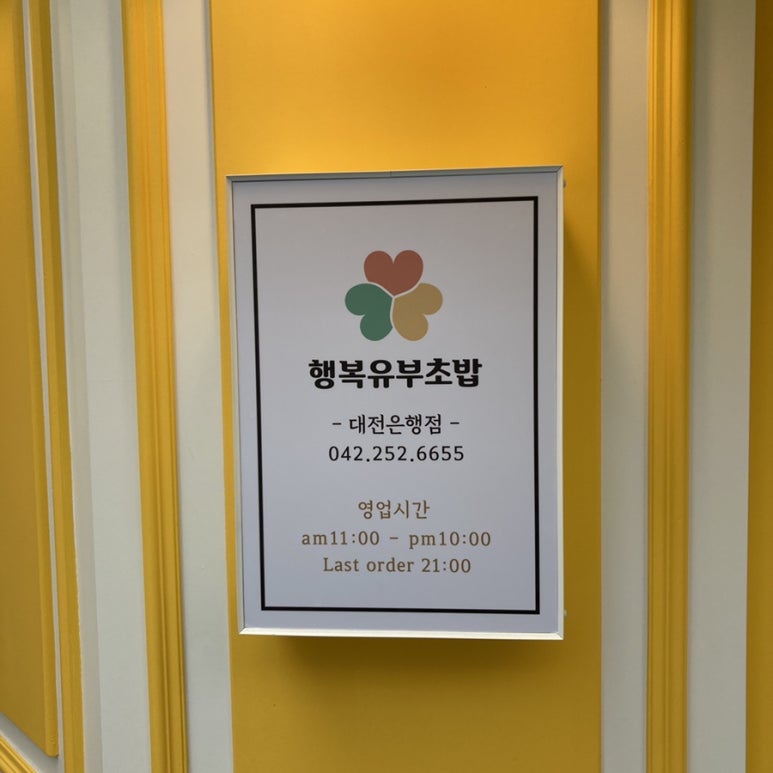 행복유부초밥
- 대전은행점 -
042.252.6655
영업시간
am11:00 - pm10:00
Last order 21:00